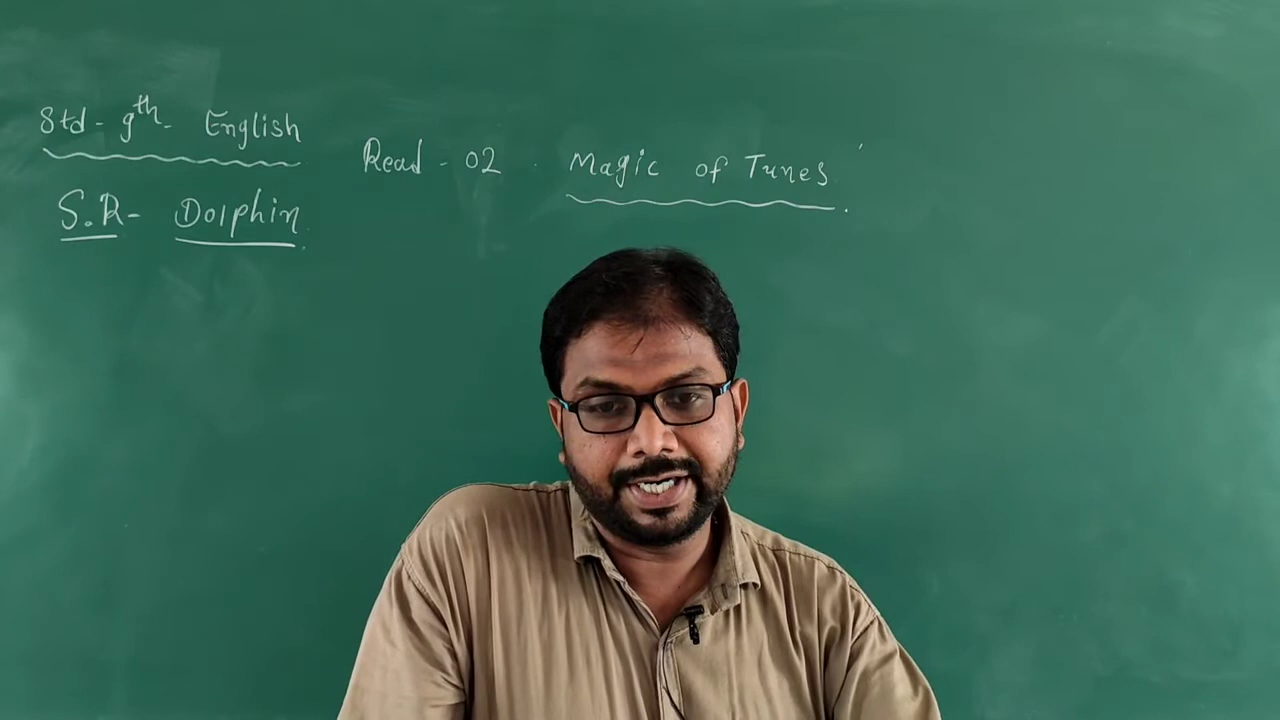 Std - 9th - English
S.R - Dolphin
Read - 02 . Magic of Tunes.